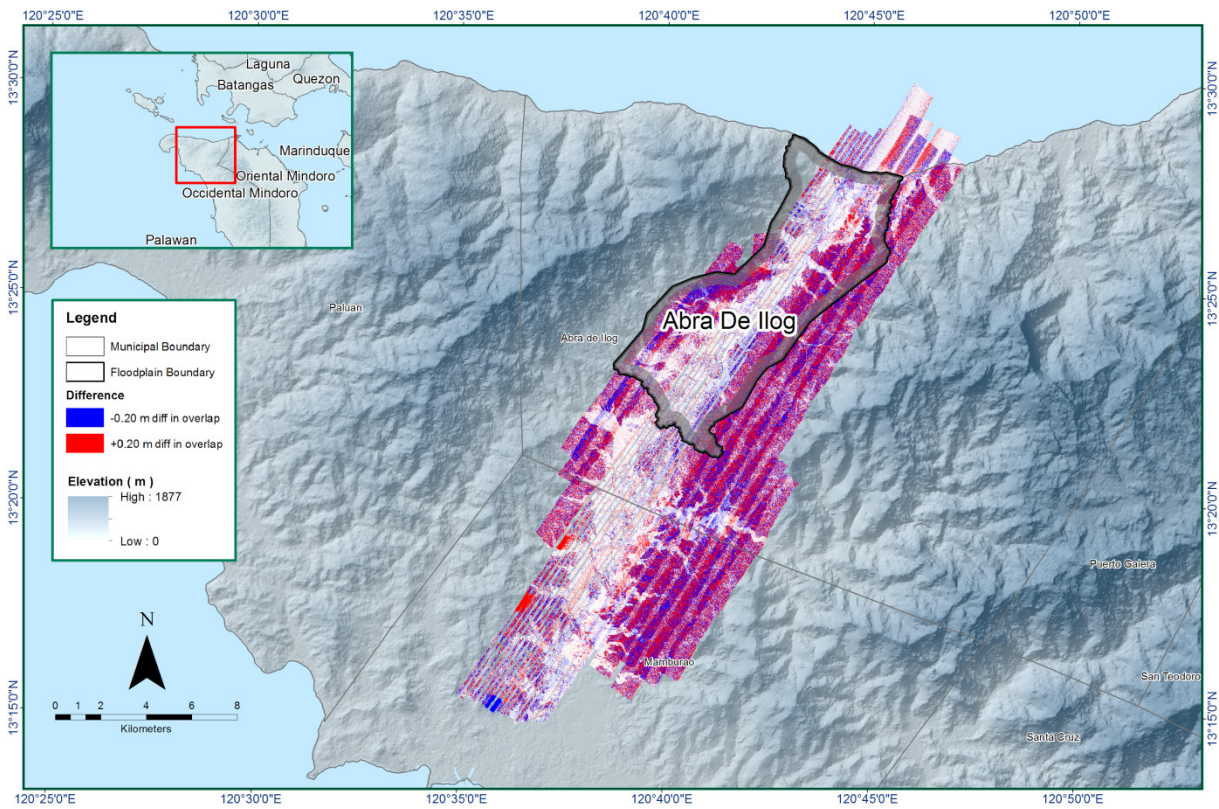 120°25'0"E 120°30'0"E 120°35'0"E 120°40'0"E 120°45'0"E 120°50'0"E
13°30'0"N
13°30'0"N
Laguna
Batangas
Quezon
Marinduque
Oriental Mindoro
Occidental Mindoro
Palawan
13°25'0"N
13°25'0"N
Paluan
Abra de Ilog
Abra De Ilog
Legend
Municipal Boundary
Floodplain Boundary
Difference
-0.20 m diff in overlap
+0.20 m diff in overlap
Elevation ( m )
High : 1877
Low : 0
13°20'0"N
13°20'0"N
Puerto Galera
Mamburao
San Teodoro
Santa Cruz
N
0 1 2 4 6 8
Kilometers
13°15'0"N
13°15'0"N
120°25'0"E 120°30'0"E 120°35'0"E 120°40'0"E 120°45'0"E 120°50'0"E